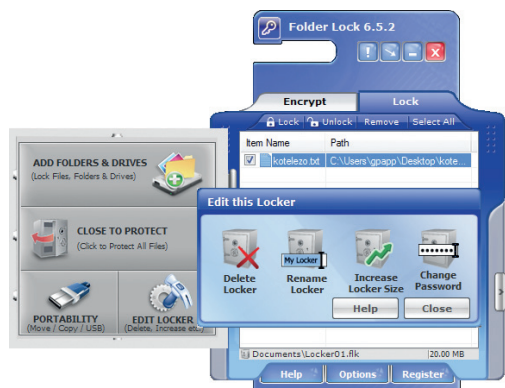 Folder Lock 6.5.2
Encrypt
Lock
Lock Unlock Remove Select All
Item Name Path
kotelezo.txt C:\Users\gpapp\Desktop\kote...
ADD FOLDERS & DRIVES
(Lock Files, Folders & Drives)
CLOSE TO PROTECT
(Click to Protect All Files)
PORTABILITY
(Move / Copy / USB)
EDIT LOCKER
(Delete, Increase etc.)
Edit this Locker
My Locker
Delete
Locker
Rename
Locker
Increase
Locker Size
Change
Password
Help
Close
Documents\Locker01.flk 20.00 MB
Help Options Register